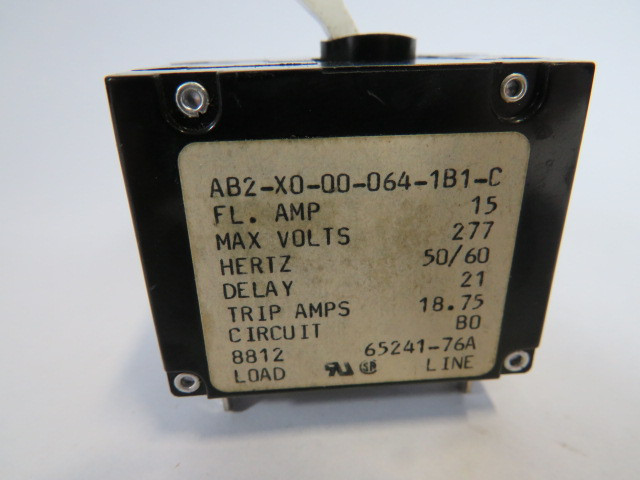 AB2-X0-00-064-1B1-C
FL. AMP 15
MAX VOLTS 277
HERTZ 50/60
DELAY 21
TRIP AMPS 18.75
CIRCUIT B0
8812 65241-76A
LOAD LINE